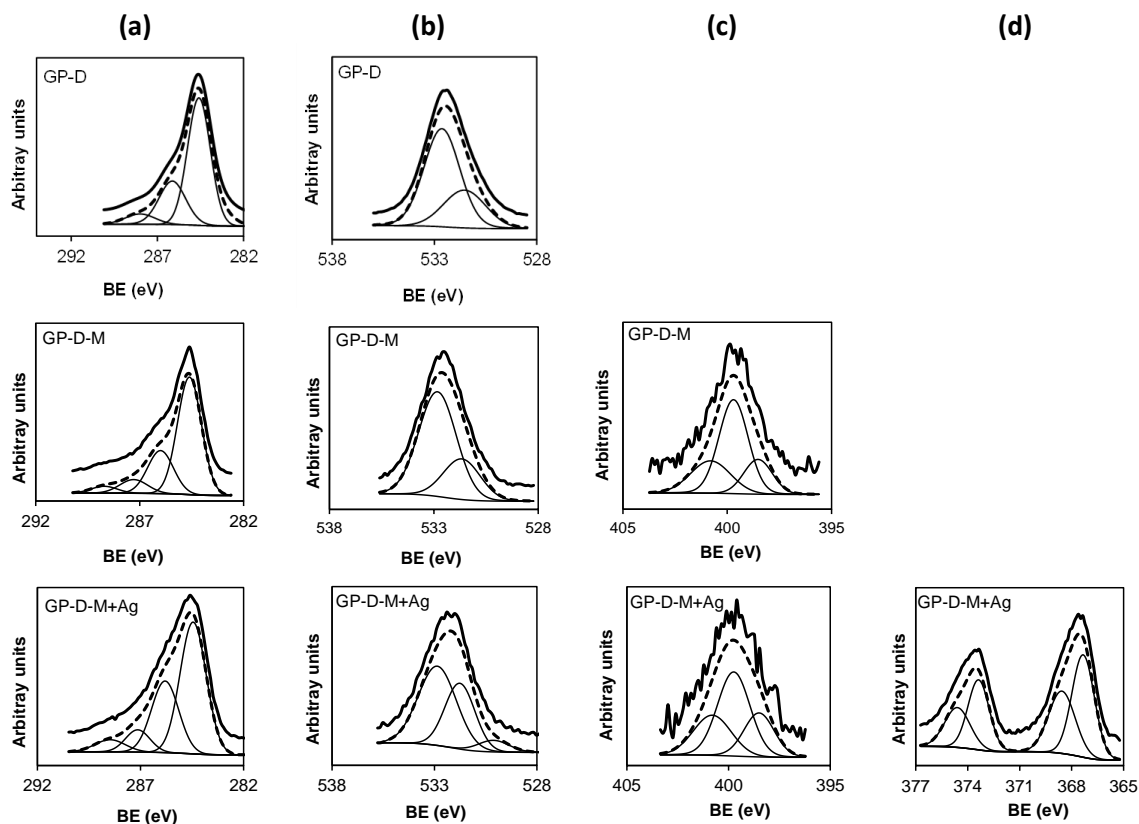 (a) (b) (c) (d)
GP-D
Arbitray units
292 287 282
BE (eV)
GP-D
Arbitray units
538 533 528
BE (eV)
GP-D-M
Arbitray units
292 287 282
BE (eV)
GP-D-M
Arbitray units
538 533 528
BE (eV)
GP-D-M
Arbitray units
405 400 395
BE (eV)
GP-D-M+Ag
Arbitray units
292 287 282
BE (eV)
GP-D-M+Ag
Arbitray units
538 533 528
BE (eV)
GP-D-M+Ag
Arbitray units
405 400 395
BE (eV)
GP-D-M+Ag
Arbitray units
377 374 371 368 365
BE (eV)